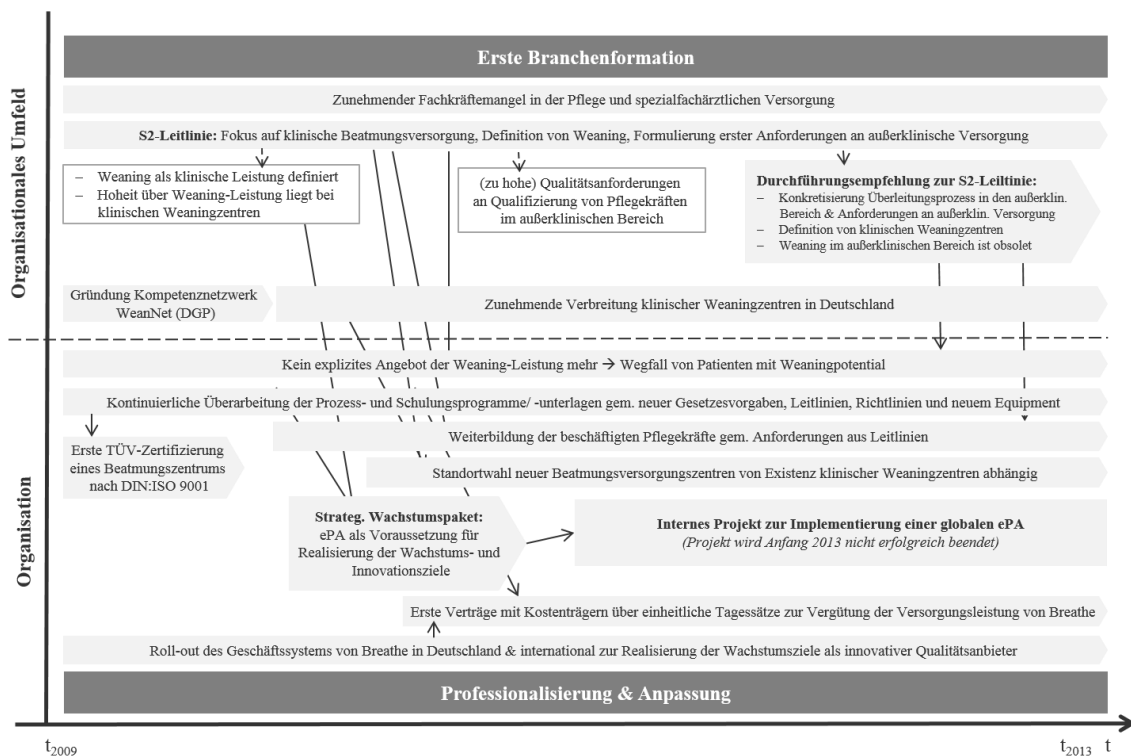 Erste Branchenformation
Organisationales Umfeld
Zunehmender Fachkräftemangel in der Pflege und spezialfachärztlichen Versorgung
S2-Leitlinie: Fokus auf klinische Beatmungsversorgung, Definition von Weaning, Formulierung erster Anforderungen an außerklinische Versorgung
– Weaning als klinische Leistung definiert
– Hoheit über Weaning-Leistung liegt bei
klinischen Weaningzentren
(zu hohe) Qualitätsanforderungen
an Qualifizierung von Pflegekräften
im außerklinischen Bereich
Durchführungsempfehlung zur S2-Leiltinie:
– Konkretisierung Überleitungsprozess in den außerklin.
Bereich & Anforderungen an außerklin. Versorgung
– Definition von klinischen Weaningzentren
– Weaning im außerklinischen Bereich ist obsolet
Gründung Kompetenznetzwerk
WeanNet (DGP)
Zunehmende Verbreitung klinischer Weaningzentren in Deutschland
Organisation
Kein explizites Angebot der Weaning-Leistung mehr → Wegfall von Patienten mit Weaningpotential
Kontinuierliche Überarbeitung der Prozess- und Schulungsprogramme/ -unterlagen gem. neuer Gesetzesvorgaben, Leitlinien, Richtlinien und neuem Equipment
Erste TÜV-Zertifizierung
eines Beatmungszentrums
nach DIN:ISO 9001
Weiterbildung der beschäftigten Pflegekräfte gem. Anforderungen aus Leitlinien
Standortwahl neuer Beatmungsversorgungszentren von Existenz klinischer Weaningzentren abhängig
Strateg. Wachstumspaket:
ePA als Voraussetzung für
Realisierung der Wachstums- und
Innovationsziele
Internes Projekt zur Implementierung einer globalen ePA
(Projekt wird Anfang 2013 nicht erfolgreich beendet)
Erste Verträge mit Kostenträgern über einheitliche Tagessätze zur Vergütung der Versorgungsleistung von Breathe
Roll-out des Geschäftssystems von Breathe in Deutschland & international zur Realisierung der Wachstumsziele als innovativer Qualitätsanbieter
Professionalisierung & Anpassung
t2009
t2013 t